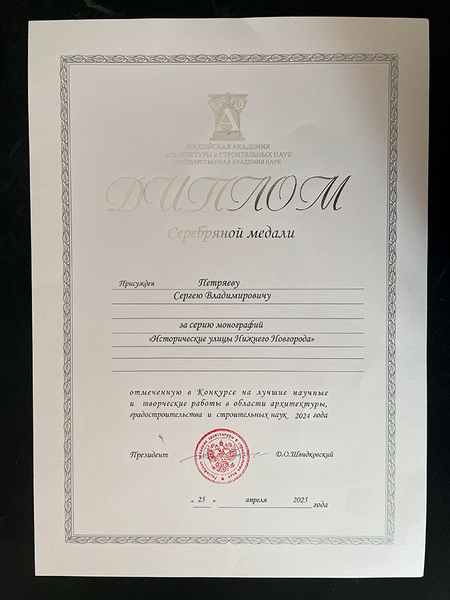 А
РОССИЙСКАЯ АКАДЕМИЯ
АРХИТЕКТУРЫ и СТРОИТЕЛЬНЫХ НАУК
ГОСУДАРСТВЕННАЯ АКАДЕМИЯ НАУК
ДИПЛОМ
Серебряной медали
Присужден Петряеву
Сергею Владимировичу
за серию монографий
«Исторические улицы Нижнего Новгорода»
отмеченную в Конкурсе на лучшие научные
и творческие работы в области архитектуры,
градостроительства и строительных наук 2024 года
Президент Д.О.Швидковский
« 25 » апреля 2025 года